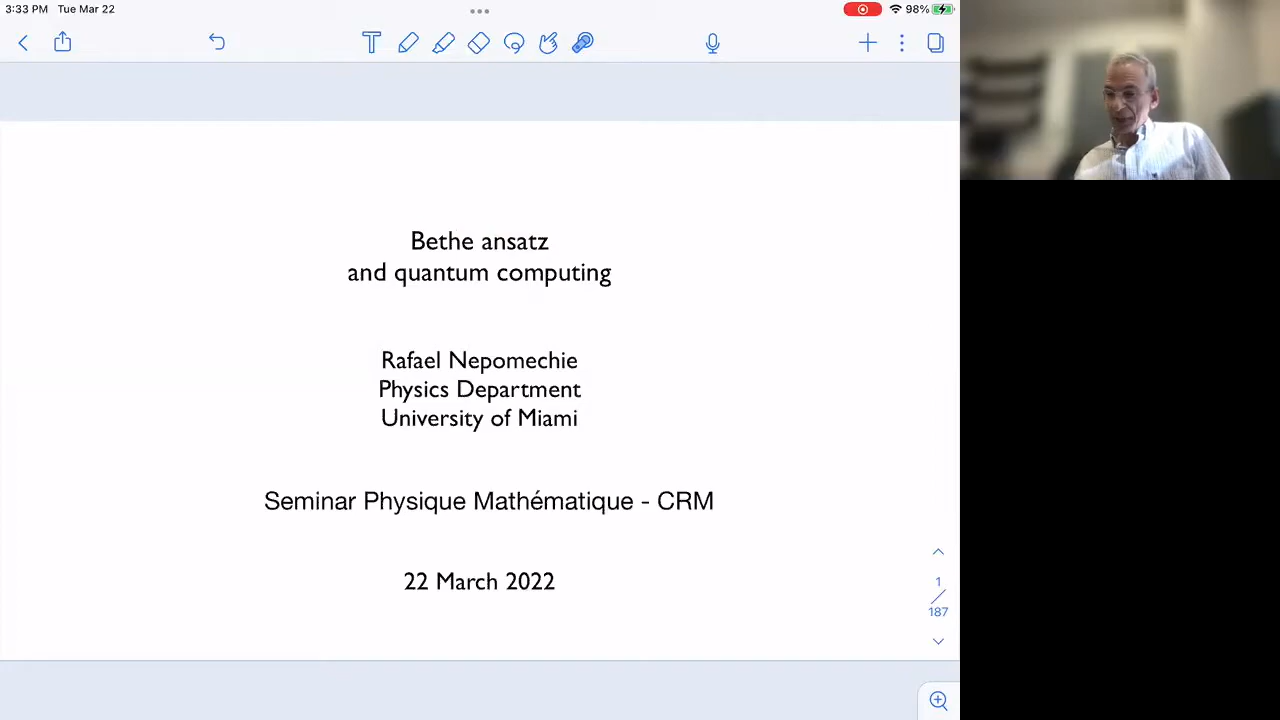 3:33 PM Tue Mar 22
98%
Bethe ansatz
and quantum computing
Rafael Nepomechie
Physics Department
University of Miami
Seminar Physique Mathématique - CRM
22 March 2022
1
187